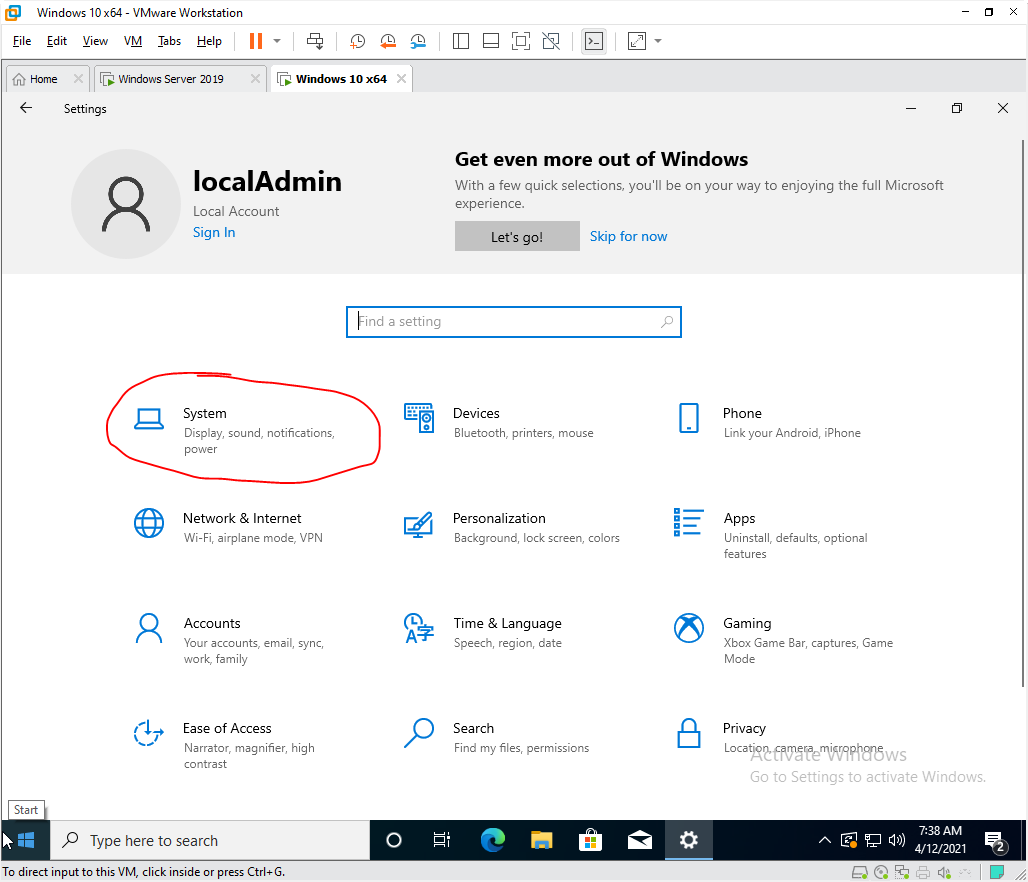 Windows 10 x64 - VMware Workstation
File Edit View VM Tabs Help
Home Windows Server 2019 Windows 10 x64
Settings
localAdmin
Local Account
Sign In
Get even more out of Windows
With a few quick selections, you'll be on your way to enjoying the full Microsoft
experience.
Let's go! Skip for now
Find a setting
System
Display, sound, notifications,
power
Devices
Bluetooth, printers, mouse
Phone
Link your Android, iPhone
Network & Internet
Wi-Fi, airplane mode, VPN
Personalization
Background, lock screen, colors
Apps
Uninstall, defaults, optional
features
Accounts
Your accounts, email, sync,
work, family
Time & Language
Speech, region, date
Gaming
Xbox Game Bar, captures, Game
Mode
Ease of Access
Narrator, magnifier, high
contrast
Search
Find my files, permissions
Privacy
Location, camera, microphone
Activate Windows
Go to Settings to activate Windows.
Start
Type here to search
7:38 AM
4/12/2021
2
To direct input to this VM, click inside or press Ctrl+G.